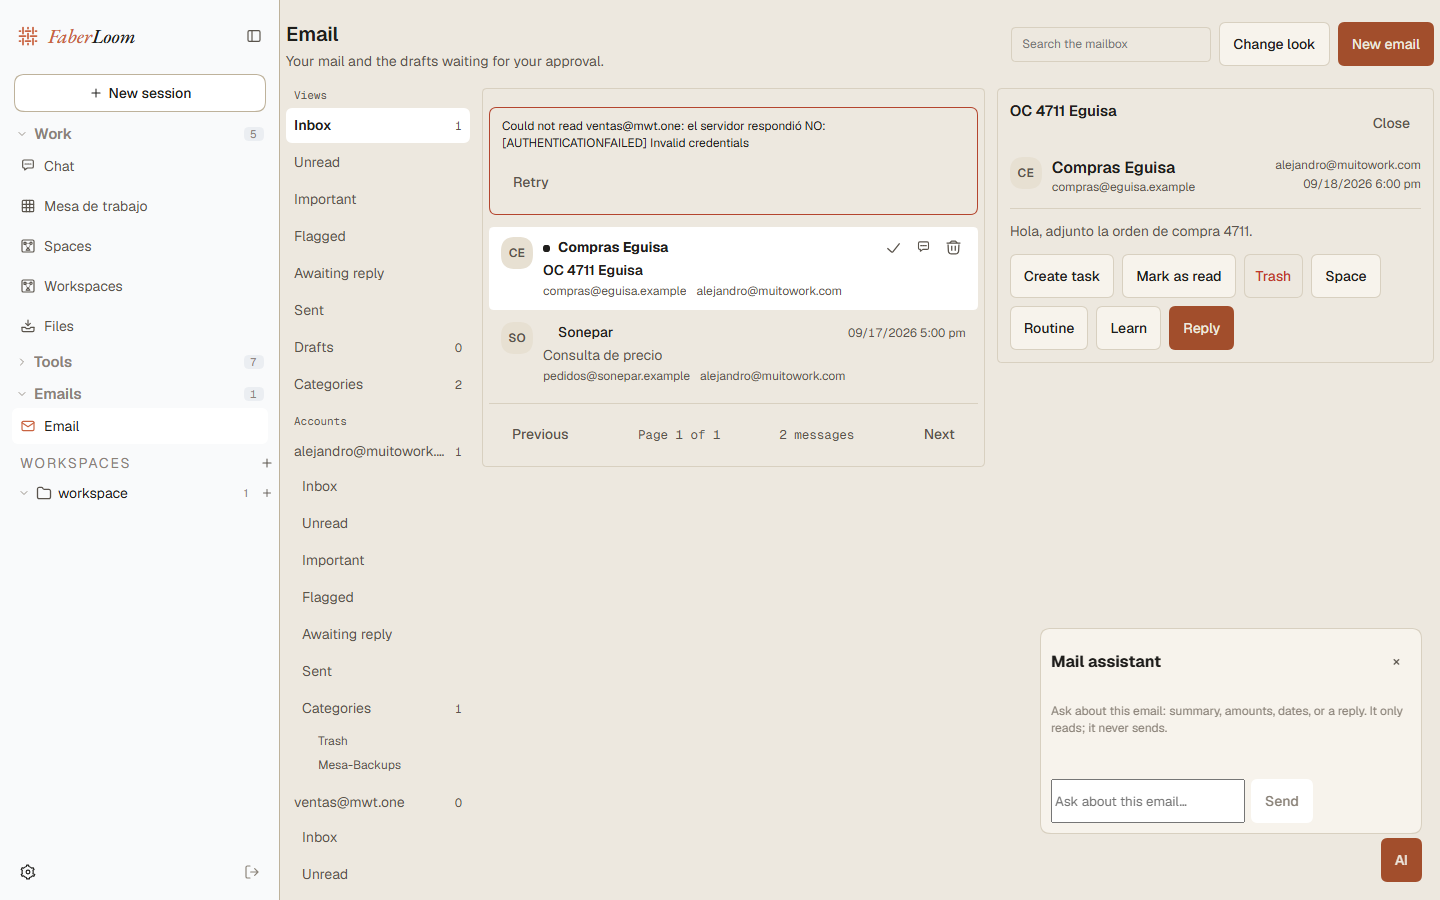 FaberLoom
New session
Work 5
Chat
Mesa de trabajo
Spaces
Workspaces
Files
Tools 7
Emails 1
Email
WORKSPACES
workspace 1
Email
Your mail and the drafts waiting for your approval.
Search the mailbox
Change look
New email
Views
Inbox 1
Unread
Important
Flagged
Awaiting reply
Sent
Drafts 0
Categories 2
Accounts
alejandro@muitowork.... 1
Inbox
Unread
Important
Flagged
Awaiting reply
Sent
Categories 1
Trash
Mesa-Backups
ventas@mwt.one 0
Inbox
Unread
Could not read ventas@mwt.one: el servidor respondió NO:
[AUTHENTICATIONFAILED] Invalid credentials
Retry
CE
Compras Eguisa
OC 4711 Eguisa
compras@eguisa.example alejandro@muitowork.com
SO
Sonepar 09/17/2026 5:00 pm
Consulta de precio
pedidos@sonepar.example alejandro@muitowork.com
Previous Page 1 of 1 2 messages Next
OC 4711 Eguisa
Close
CE
Compras Eguisa alejandro@muitowork.com
compras@eguisa.example 09/18/2026 6:00 pm
Hola, adjunto la orden de compra 4711.
Create task Mark as read Trash Space
Routine Learn Reply
Mail assistant ×
Ask about this email: summary, amounts, dates, or a reply. It only
reads; it never sends.
Ask about this email... Send
AI